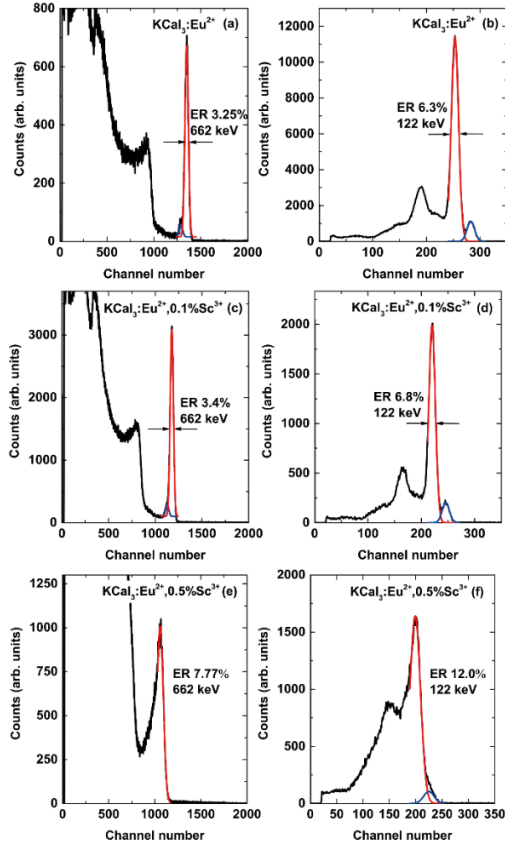 KCaI₃:Eu²⁺ (a)
ER 3.25%
662 keV
Counts (arb. units)
800
600
400
200
0
0 500 1000 1500 2000
Channel number
KCaI₃:Eu²⁺ (b)
ER 6.3%
122 keV
Counts (arb. units)
12000
10000
8000
6000
4000
2000
0
0 100 200 300
Channel number
KCaI₃:Eu²⁺,0.1%Sc³⁺ (c)
ER 3.4%
662 keV
Counts (arb. units)
3000
2000
1000
0
0 500 1000 1500 2000
Channel number
KCaI₃:Eu²⁺,0.1%Sc³⁺ (d)
ER 6.8%
122 keV
Counts (arb. units)
2000
1500
1000
500
0
0 100 200 300
Channel number
KCaI₃:Eu²⁺,0.5%Sc³⁺ (e)
ER 7.77%
662 keV
Counts (arb. units)
1250
1000
750
500
250
0
0 500 1000 1500 2000
Channel number
KCaI₃:Eu²⁺,0.5%Sc³⁺ (f)
ER 12.0%
122 keV
Counts (arb. units)
2000
1500
1000
500
0
0 50 100 150 200 250 300 350
Channel number